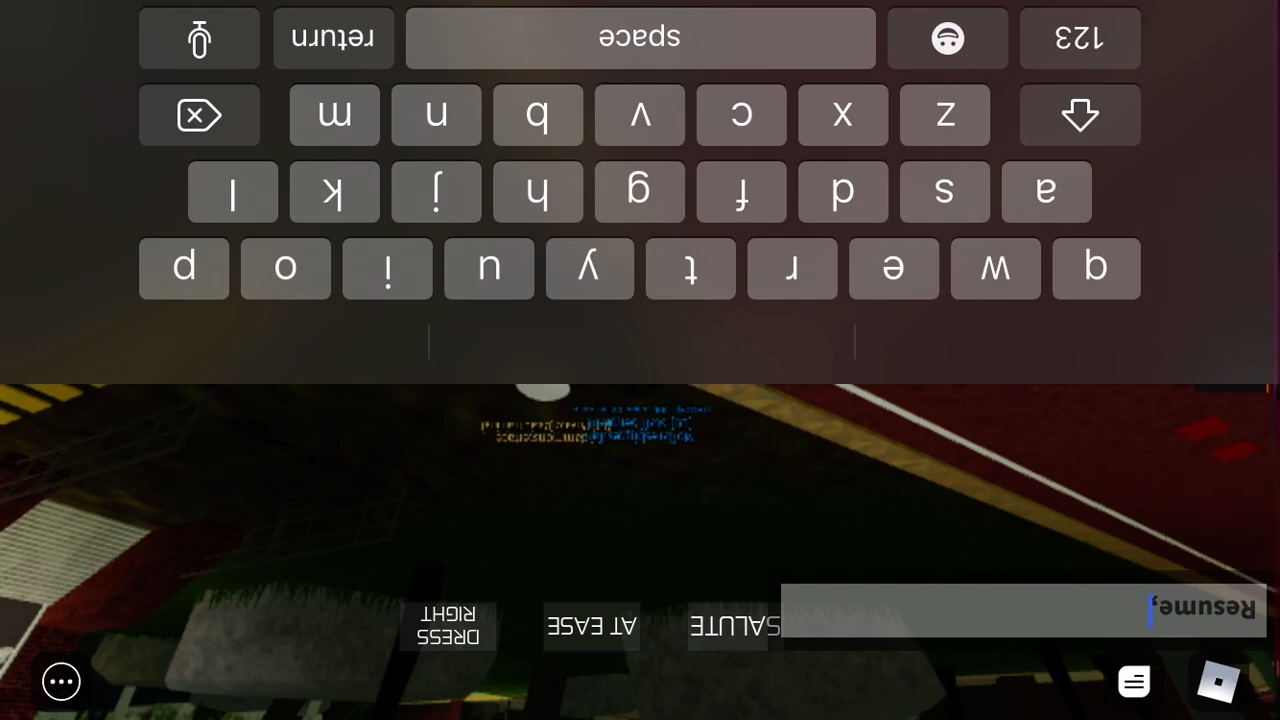 Resume,
SALUTE
AT EASE
DRESS
RIGHT
q w e r t y u i o p
a s d f g h j k l
z x c v b n m
123 space return